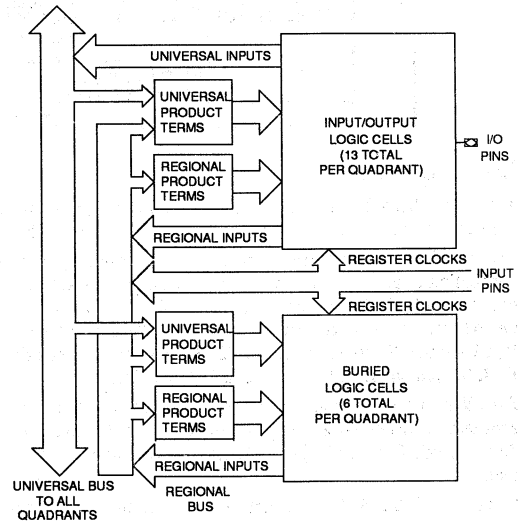 UNIVERSAL INPUTS
UNIVERSAL
PRODUCT
TERMS
INPUT/OUTPUT
LOGIC CELLS
(13 TOTAL
PER QUADRANT)
I/O
PINS
REGIONAL
PRODUCT
TERMS
REGIONAL INPUTS
REGISTER CLOCKS
INPUT
PINS
REGISTER CLOCKS
UNIVERSAL
PRODUCT
TERMS
BURIED
LOGIC CELLS
(6 TOTAL
PER QUADRANT)
REGIONAL
PRODUCT
TERMS
REGIONAL INPUTS
UNIVERSAL BUS
TO ALL
QUADRANTS
REGIONAL
BUS